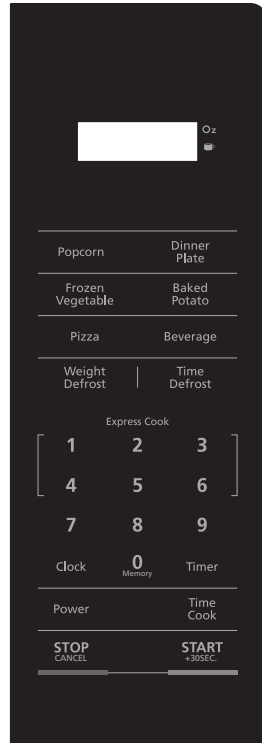 Oz
Popcorn
Dinner
Plate
Frozen
Vegetable
Baked
Potato
Pizza
Beverage
Weight
Defrost
Time
Defrost
Express Cook
1 2 3
4 5 6
7 8 9
Clock
0
Memory
Timer
Power
Time
Cook
STOP
CANCEL
START
+30SEC.